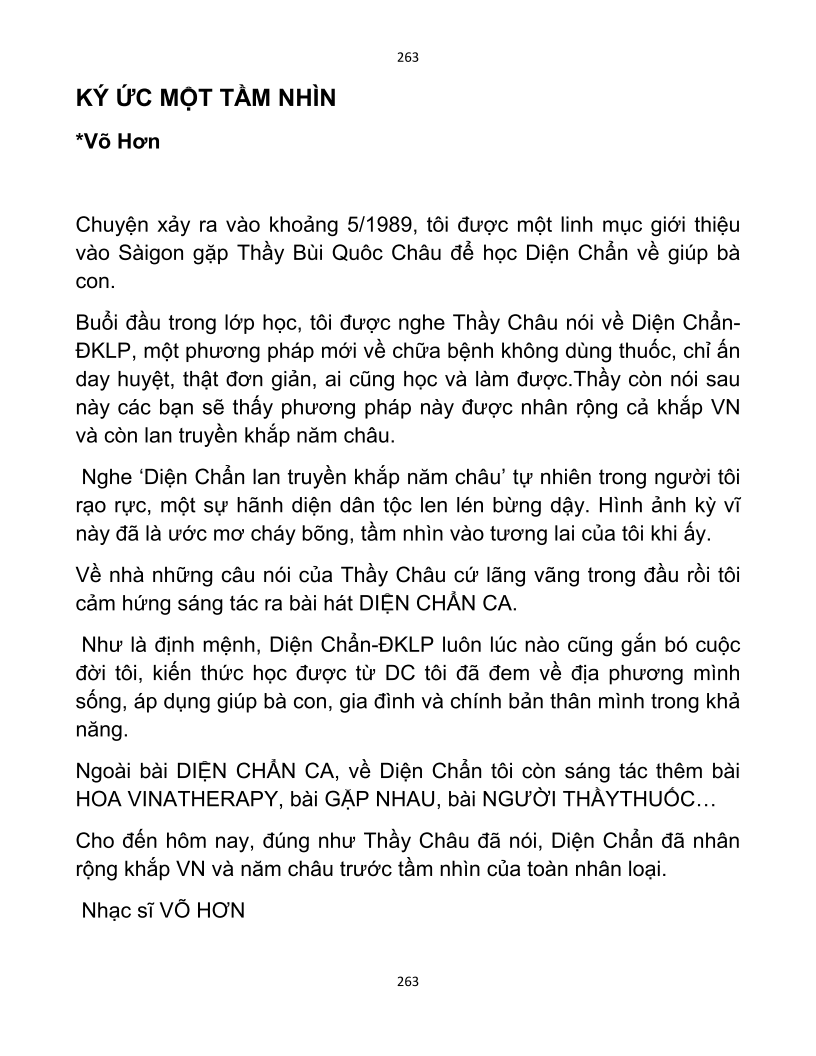 263
KÝ ỨC MỘT TẦM NHÌN
*Võ Hơn
Chuyện xảy ra vào khoảng 5/1989, tôi được một linh mục giới thiệu
vào Sàigon gặp Thầy Bùi Quôc Châu để học Diện Chẩn về giúp bà
con.
Buổi đầu trong lớp học, tôi được nghe Thầy Châu nói về Diện Chẩn-
ĐKLP, một phương pháp mới về chữa bệnh không dùng thuốc, chỉ ấn
day huyệt, thật đơn giản, ai cũng học và làm được.Thầy còn nói sau
này các bạn sẽ thấy phương pháp này được nhân rộng cả khắp VN
và còn lan truyền khắp năm châu.
Nghe ‘Diện Chẩn lan truyền khắp năm châu’ tự nhiên trong người tôi
rạo rực, một sự hãnh diện dân tộc len lén bừng dậy. Hình ảnh kỳ vĩ
này đã là ước mơ cháy bõng, tầm nhìn vào tương lai của tôi khi ấy.
Về nhà những câu nói của Thầy Châu cứ lãng vãng trong đầu rồi tôi
cảm hứng sáng tác ra bài hát DIỆN CHẨN CA.
Như là định mệnh, Diện Chẩn-ĐKLP luôn lúc nào cũng gắn bó cuộc
đời tôi, kiến thức học được từ DC tôi đã đem về địa phương mình
sống, áp dụng giúp bà con, gia đình và chính bản thân mình trong khả
năng.
Ngoài bài DIỆN CHẨN CA, về Diện Chẩn tôi còn sáng tác thêm bài
HOA VINATHERAPY, bài GẶP NHAU, bài NGƯỜI THẦYTHUỐC…
Cho đến hôm nay, đúng như Thầy Châu đã nói, Diện Chẩn đã nhân
rộng khắp VN và năm châu trước tầm nhìn của toàn nhân loại.
Nhạc sĩ VÕ HƠN
263